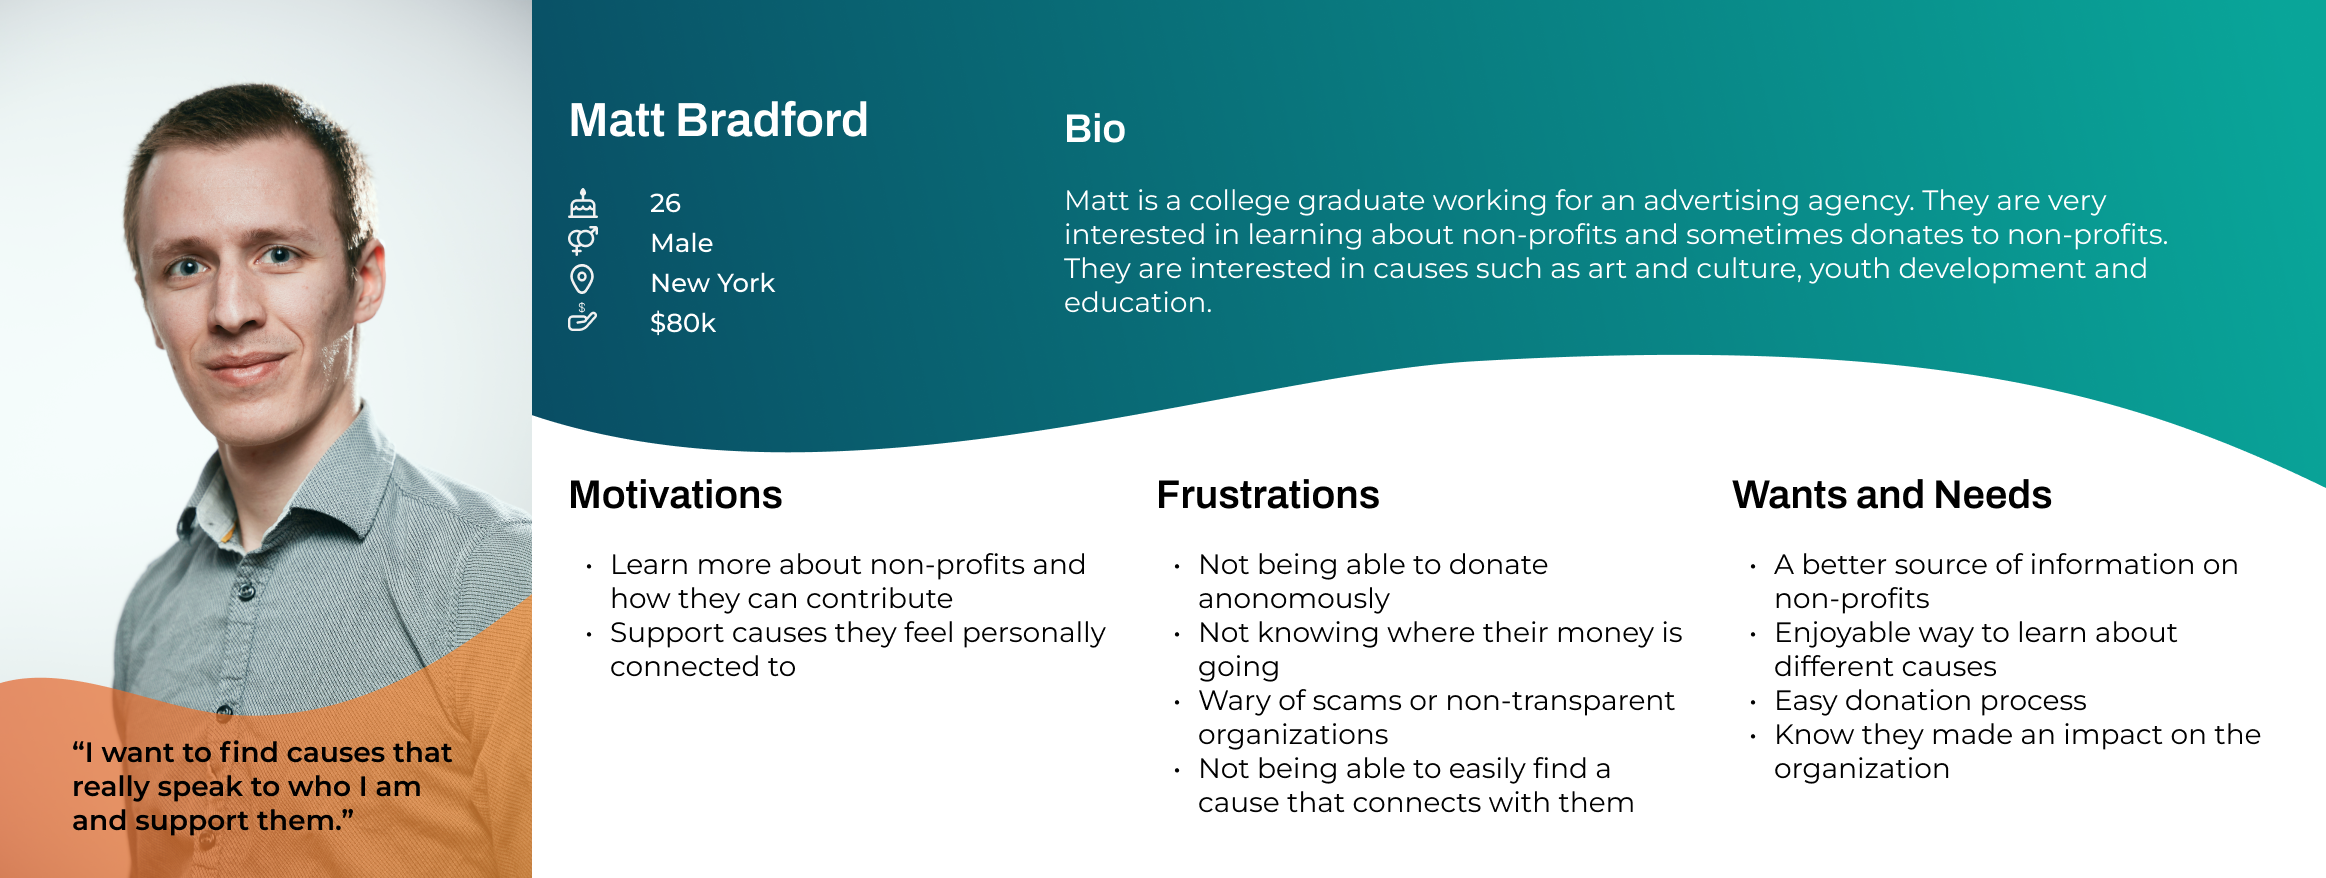 Matt Bradford
26
Male
New York
$80k
Bio
Matt is a college graduate working for an advertising agency. They are very
interested in learning about non-profits and sometimes donates to non-profits.
They are interested in causes such as art and culture, youth development and
education.
Motivations
• Learn more about non-profits and
how they can contribute
• Support causes they feel personally
connected to
Frustrations
• Not being able to donate
anonomously
• Not knowing where their money is
going
• Wary of scams or non-transparent
organizations
• Not being able to easily find a
cause that connects with them
Wants and Needs
• A better source of information on
non-profits
• Enjoyable way to learn about
different causes
• Easy donation process
• Know they made an impact on the
organization
“I want to find causes that
really speak to who I am
and support them.”